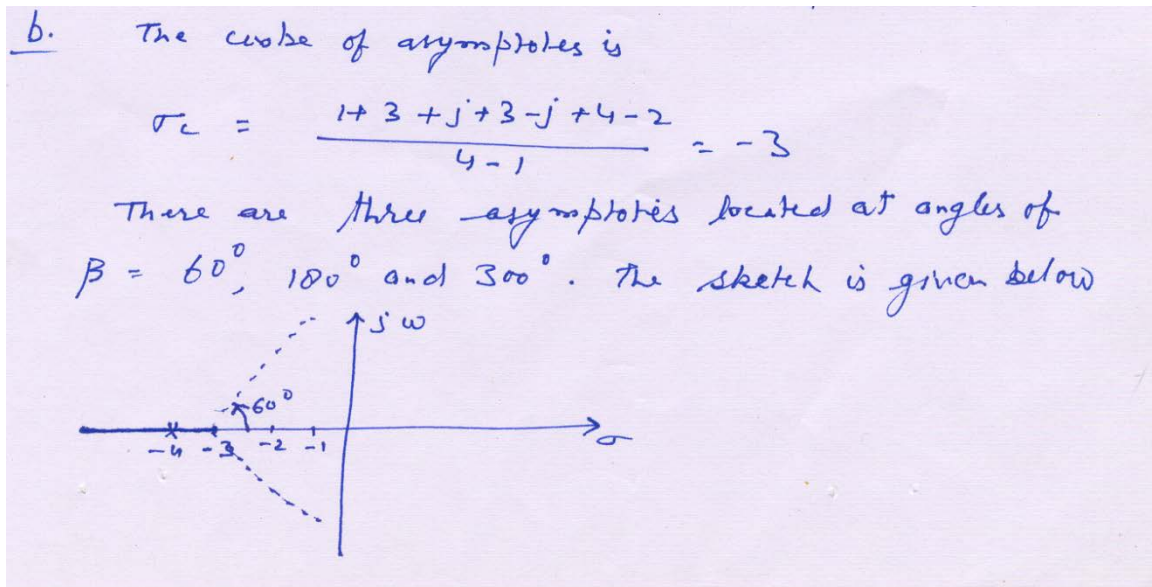 b. The centre of asymptotes is
σc = 1+3+j+3-j+4-2 / 4-1 = -3
There are three asymptotes located at angles of
β = 60°, 180° and 300°. The sketch is given below
jω
60°
-4 -3 -2 -1 σ